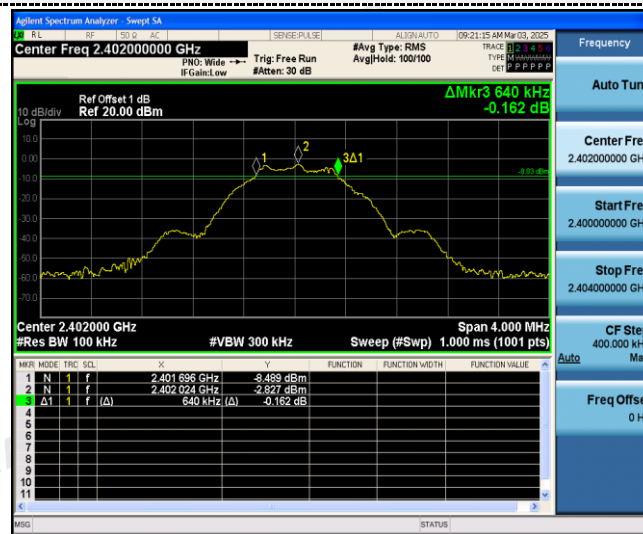 Agilent Spectrum Analyzer - Swept SA
RL RF 50 Ω AC SENSE:PULSE ALIGN AUTO 09:21:15 AM Mar 03, 2025
Center Freq 2.402000000 GHz
#Avg Type: RMS
Avg|Hold: 100/100
TRACE 1 2 3 4 5 6
TYPE M
DET P P P P P P
PNO: Wide
IFGain:Low
Trig: Free Run
#Atten: 30 dB
ΔMkr3 640 kHz
-0.162 dB
Ref Offset 1 dB
Ref 20.00 dBm
10 dB/div
Log
10.0
0.00
-10.0
-20.0
-30.0
-40.0
-50.0
-60.0
-70.0
1
2
3Δ1
-8.83 dBm
Center 2.402000 GHz
Span 4.000 MHz
#Res BW 100 kHz
#VBW 300 kHz
Sweep (#Swp) 1.000 ms (1001 pts)
MKR MODE TRC SCL X Y FUNCTION FUNCTION WIDTH FUNCTION VALUE
1 N 1 f 2.401 696 GHz -8.489 dBm
2 N 1 f 2.402 024 GHz -2.827 dBm
3 Δ1 1 f (Δ) 640 kHz (Δ) -0.162 dB
4
5
6
7
8
9
10
11
MSG
STATUS
Frequency
Auto Tun
Center Fre
2.402000000 GH
Start Fre
2.400000000 GH
Stop Fre
2.404000000 GH
CF Ste
400.000 kH
Auto Ma
Freq Offse
0 H